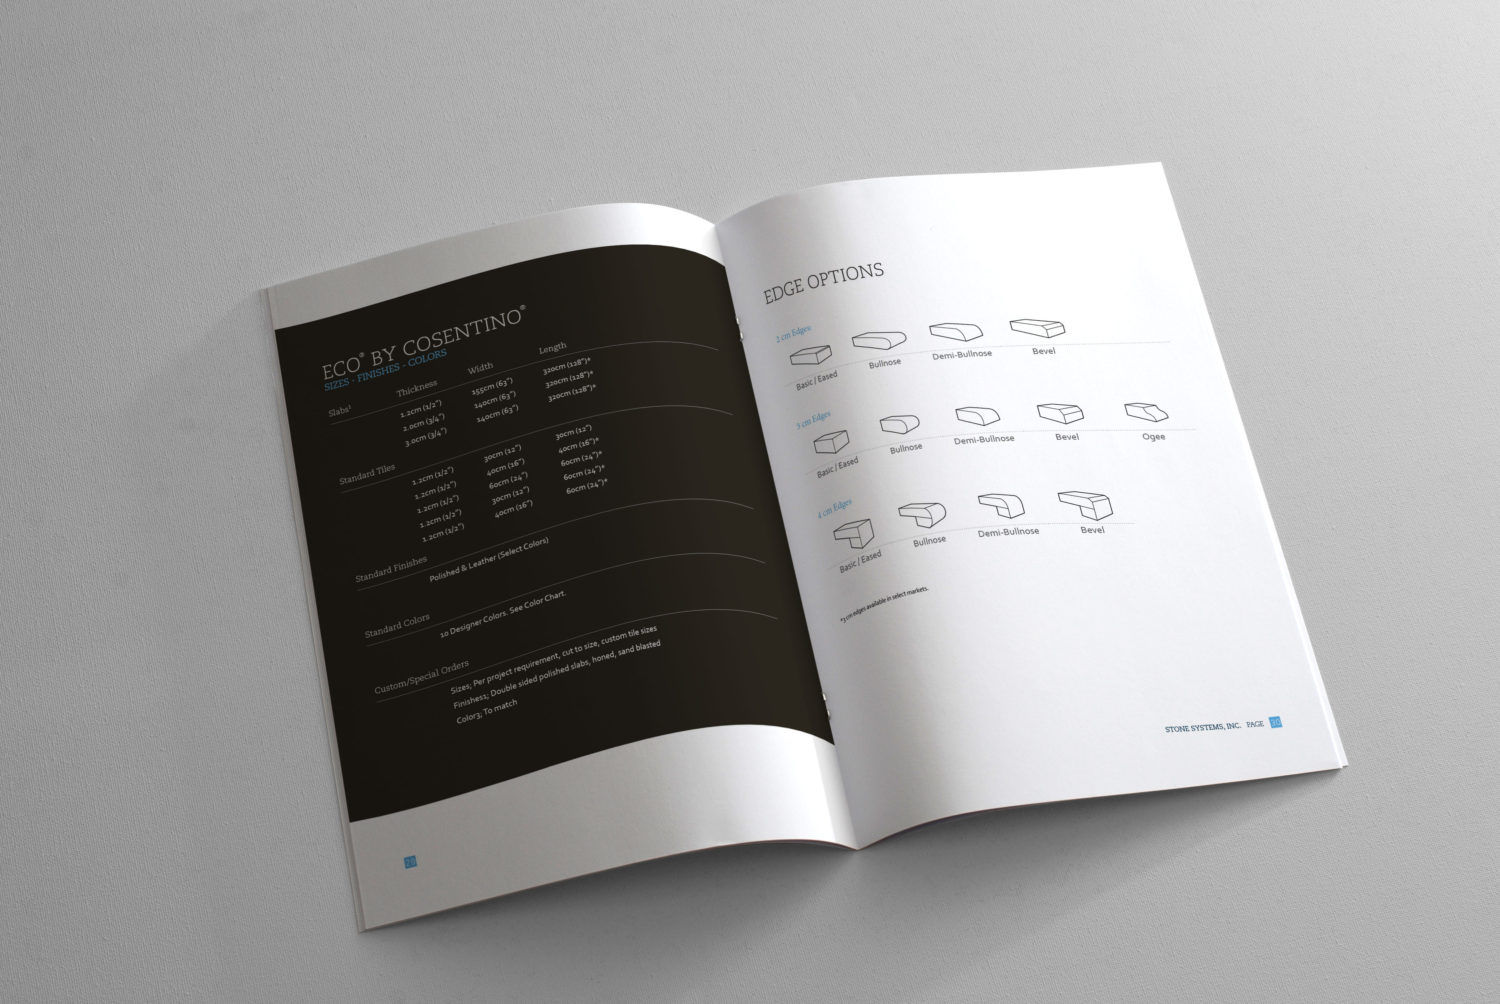 ECO® BY COSENTINO®
SIZES - FINISHES - COLORS
Thickness Width Length
Slabs¹
1.2cm (1/2") 155cm (63") 320cm (128")*
2.0cm (3/4") 140cm (63") 320cm (128")*
3.0cm (3/4") 140cm (63") 320cm (128")*
Standard Tiles
1.2cm (1/2") 30cm (12") 30cm (12")
1.2cm (1/2") 40cm (16") 40cm (16")*
1.2cm (1/2") 60cm (24") 60cm (24")*
1.2cm (1/2") 30cm (12") 60cm (24")*
1.2cm (1/2") 40cm (16") 60cm (24")*
Standard Finishes
Polished & Leather (Select Colors)
Standard Colors
10 Designer Colors. See Color Chart.
Custom/Special Orders
Sizes; Per project requirement, cut to size, custom tile sizes
Finishes1; Double sided polished slabs, honed, sand blasted
Color3; To match
29
EDGE OPTIONS
2 cm Edges
Basic / Eased Bullnose Demi-Bullnose Bevel
3 cm Edges
Basic / Eased Bullnose Demi-Bullnose Bevel Ogee
4 cm Edges
Basic / Eased Bullnose Demi-Bullnose Bevel
*3 cm edges available in select markets.
STONE SYSTEMS, INC. PAGE 30